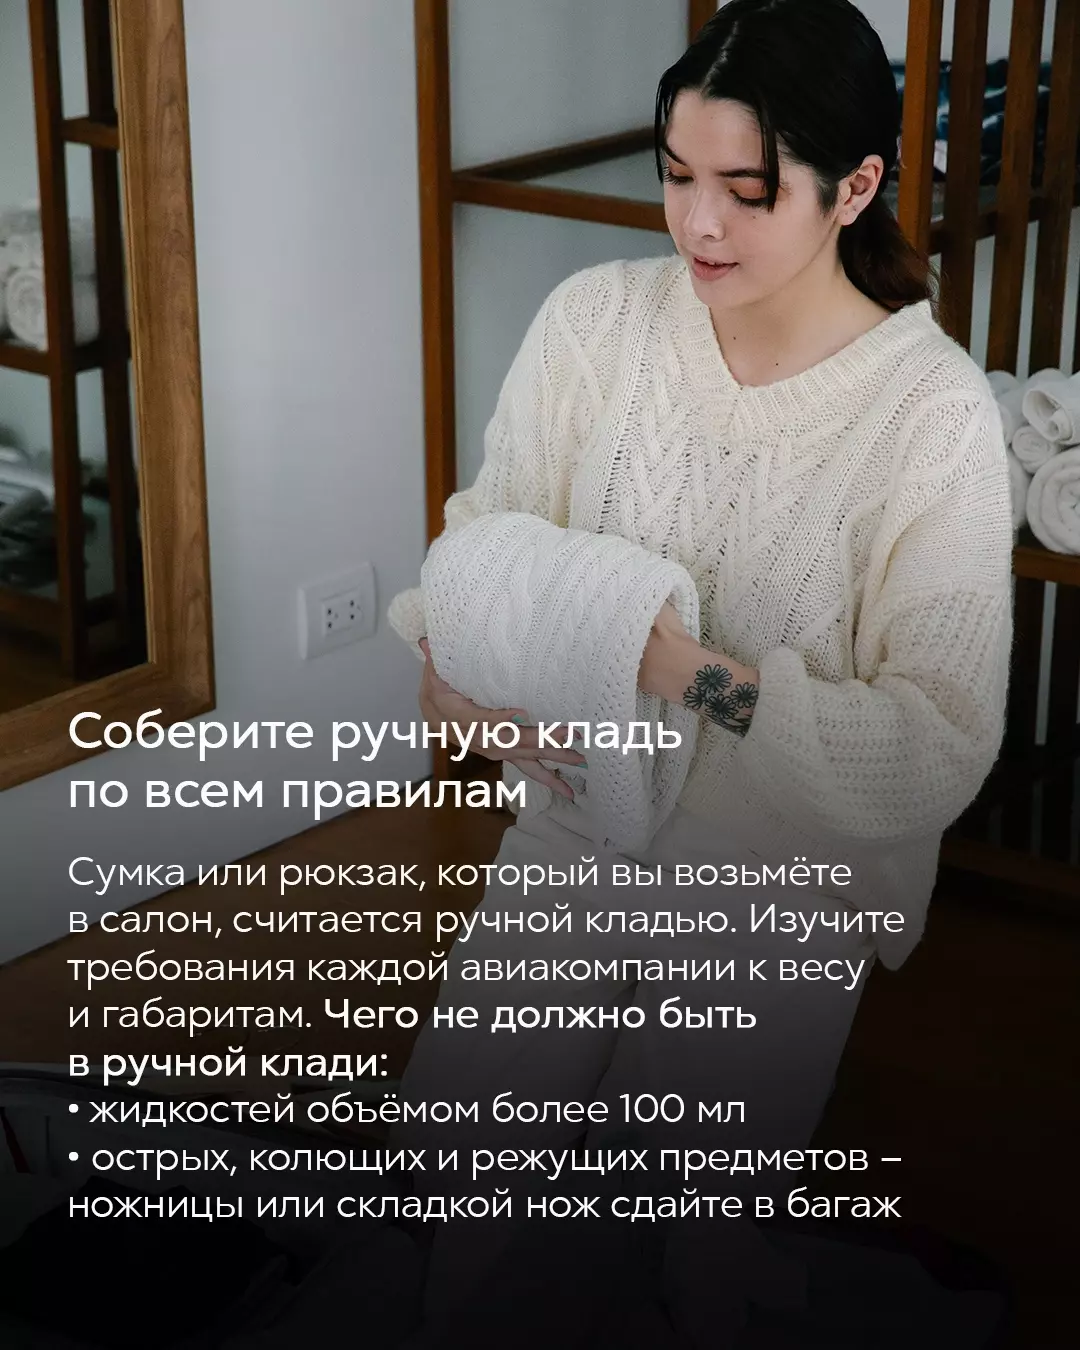 Соберите ручную кладь
по всем правилам
Сумка или рюкзак, который вы возьмёте
в салон, считается ручной кладью. Изучите
требования каждой авиакомпании к весу
и габаритам. Чего не должно быть
в ручной клади:
• жидкостей объёмом более 100 мл
• острых, колющих и режущих предметов –
ножницы или складкой нож сдайте в багаж